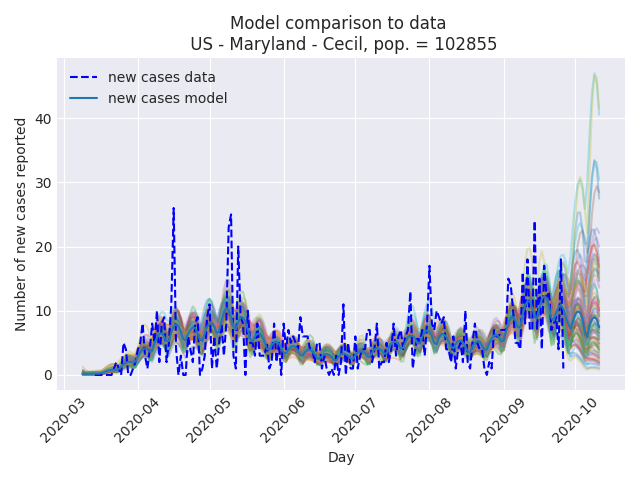 Model comparison to data
US - Maryland - Cecil, pop. = 102855
new cases data
new cases model
Number of new cases reported
40
30
20
10
0
2020-03
2020-04
2020-05
2020-06
2020-07
2020-08
2020-09
2020-10
Day